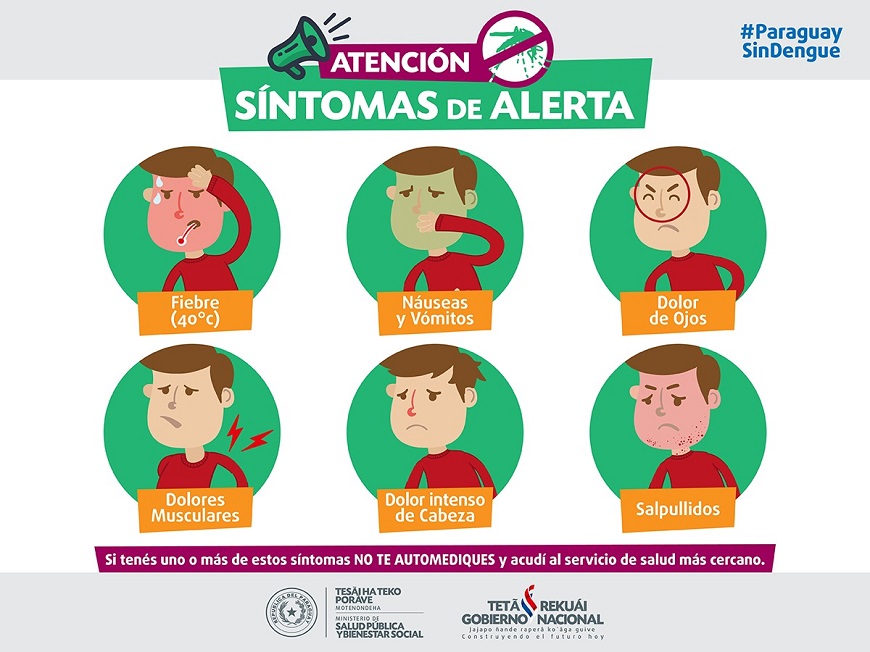 #Paraguay
SinDengue
ATENCIÓN
SÍNTOMAS DE ALERTA
Fiebre
(40°c)
Náuseas
y Vómitos
Dolor
de Ojos
Dolores
Musculares
Dolor intenso
de Cabeza
Salpullidos
Si tenés uno o más de estos síntomas NO TE AUTOMEDIQUES y acudí al servicio de salud más cercano.
REPUBLICA DEL PARAGUAY
TESÃI HA TEKO
PORÃVE
MOTENONDEHA
MINISTERIO DE
SALUD PÚBLICA
Y BIENESTAR SOCIAL
TETÃ REKUÁI
GOBIERNO NACIONAL
Jajapo ñande raperã ko'ãga guive
Construyendo el futuro hoy